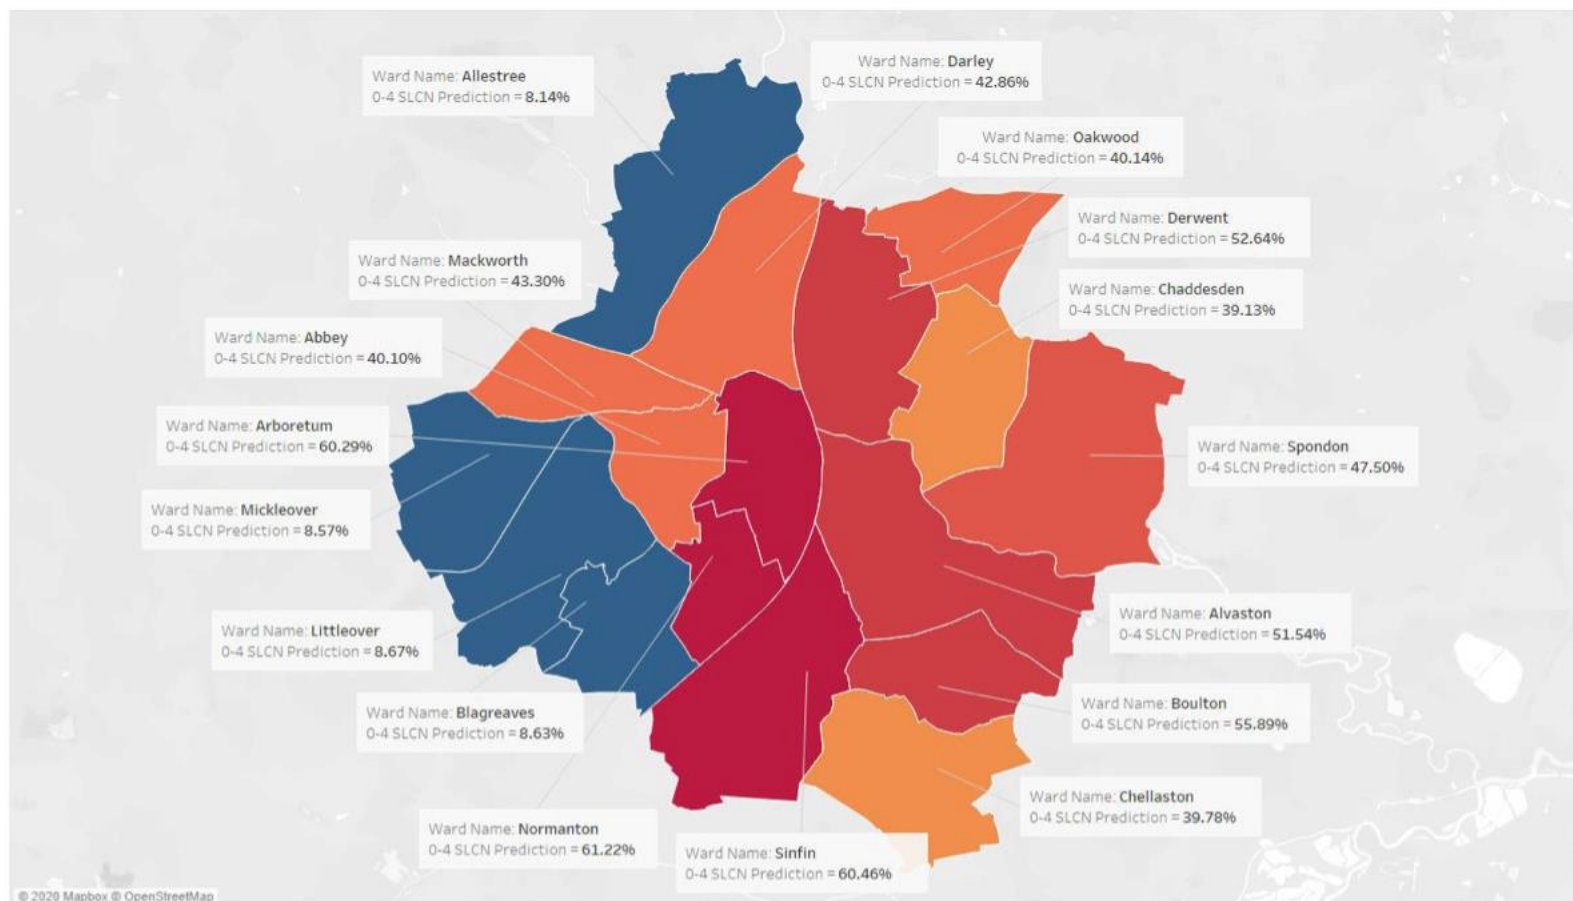 Ward Name: Allestree
0-4 SLCN Prediction = 8.14%
Ward Name: Darley
0-4 SLCN Prediction = 42.86%
Ward Name: Oakwood
0-4 SLCN Prediction = 40.14%
Ward Name: Derwent
0-4 SLCN Prediction = 52.64%
Ward Name: Mackworth
0-4 SLCN Prediction = 43.30%
Ward Name: Chaddesden
0-4 SLCN Prediction = 39.13%
Ward Name: Abbey
0-4 SLCN Prediction = 40.10%
Ward Name: Arboretum
0-4 SLCN Prediction = 60.29%
Ward Name: Spondon
0-4 SLCN Prediction = 47.50%
Ward Name: Mickleover
0-4 SLCN Prediction = 8.57%
Ward Name: Littleover
0-4 SLCN Prediction = 8.67%
Ward Name: Alvaston
0-4 SLCN Prediction = 51.54%
Ward Name: Blagreaves
0-4 SLCN Prediction = 8.63%
Ward Name: Boulton
0-4 SLCN Prediction = 55.89%
Ward Name: Chellaston
0-4 SLCN Prediction = 39.78%
Ward Name: Normanton
0-4 SLCN Prediction = 61.22%
Ward Name: Sinfin
0-4 SLCN Prediction = 60.46%
© 2020 Mapbox © OpenStreetMap